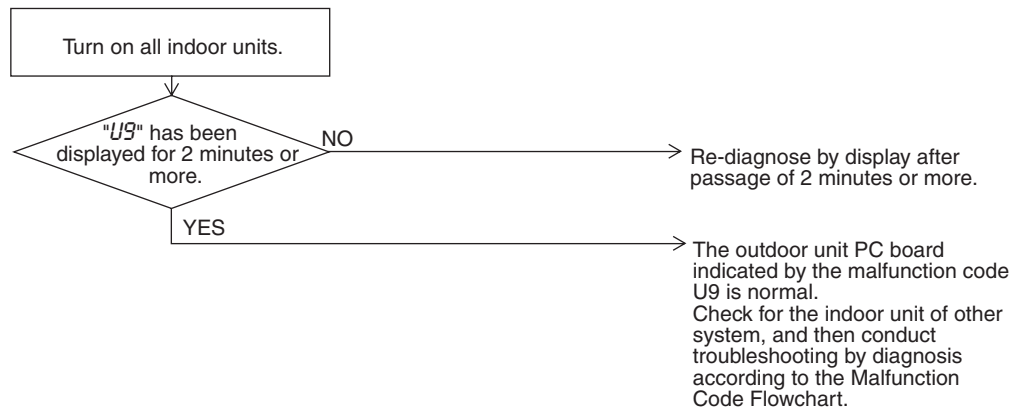 Turn on all indoor units.
"U9" has been
displayed for 2 minutes or
more.
NO
Re-diagnose by display after
passage of 2 minutes or more.
YES
The outdoor unit PC board
indicated by the malfunction code
U9 is normal.
Check for the indoor unit of other
system, and then conduct
troubleshooting by diagnosis
according to the Malfunction
Code Flowchart.